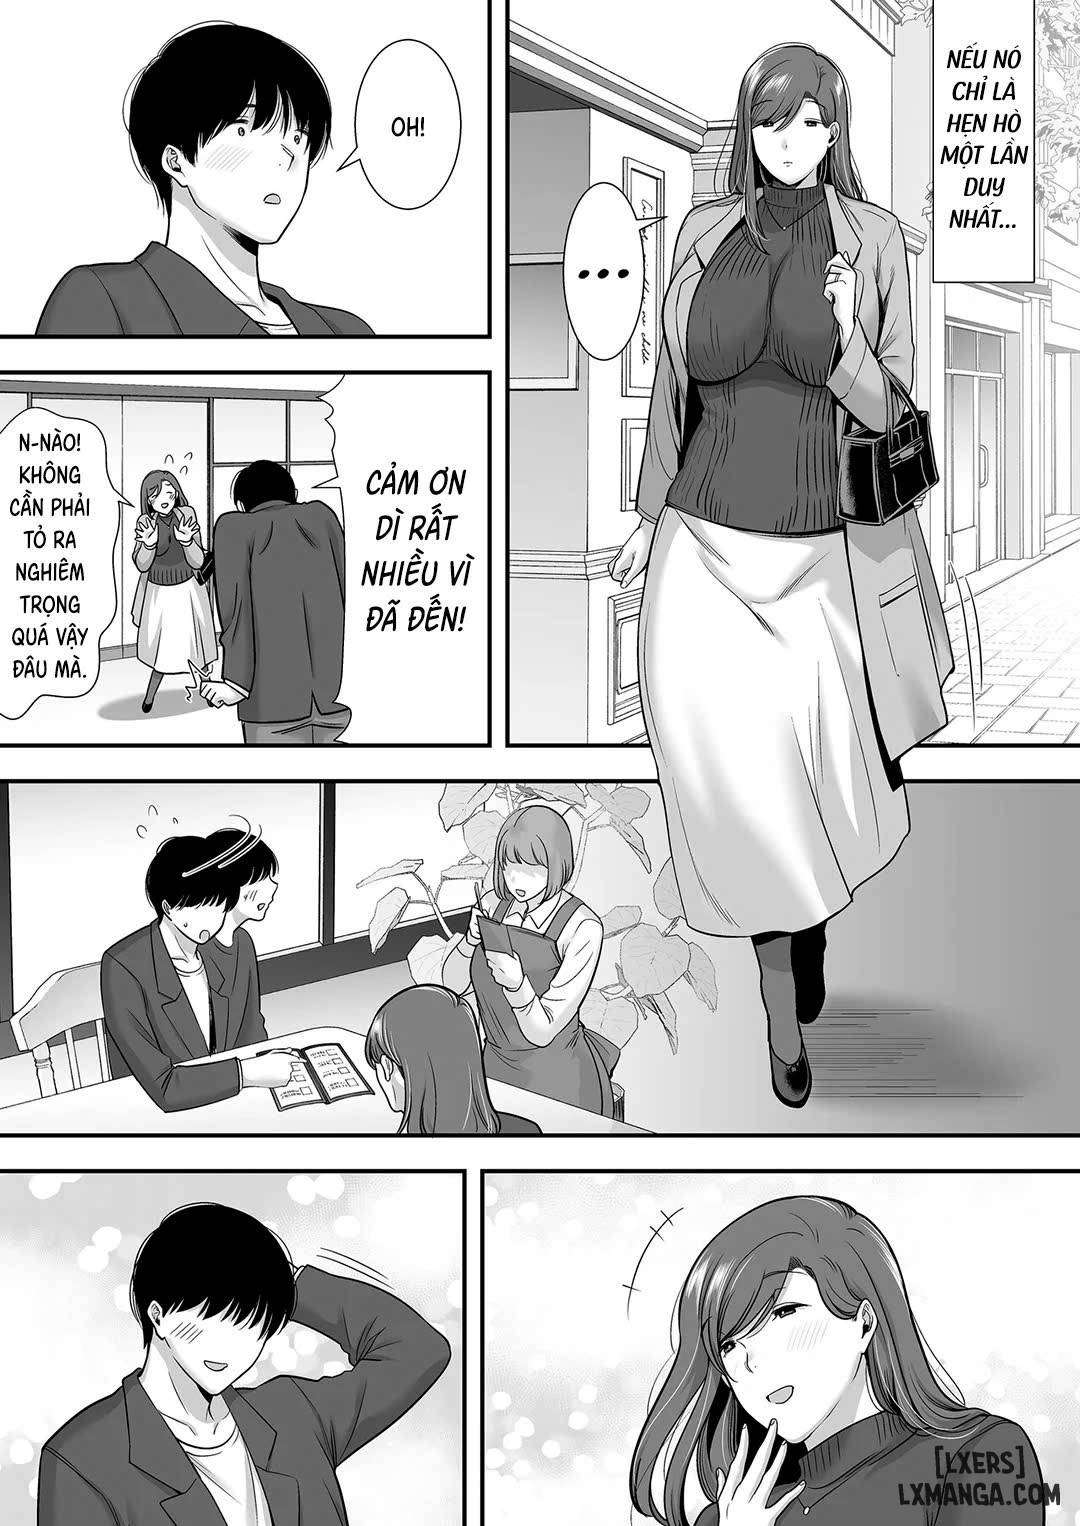 NẾU NÓ
CHỈ LÀ
HẸN HÒ
MỘT LẦN
DUY
NHẤT...
...
OH!
CẢM ƠN
DÌ RẤT
NHIỀU VÌ
ĐÃ ĐẾN!
N-NÀO!
KHÔNG
CẦN PHẢI
TỎ RA
NGHIÊM
TRỌNG
QUÁ VẬY
ĐÂU MÀ.
[LXERS]
LXMANGA.COM